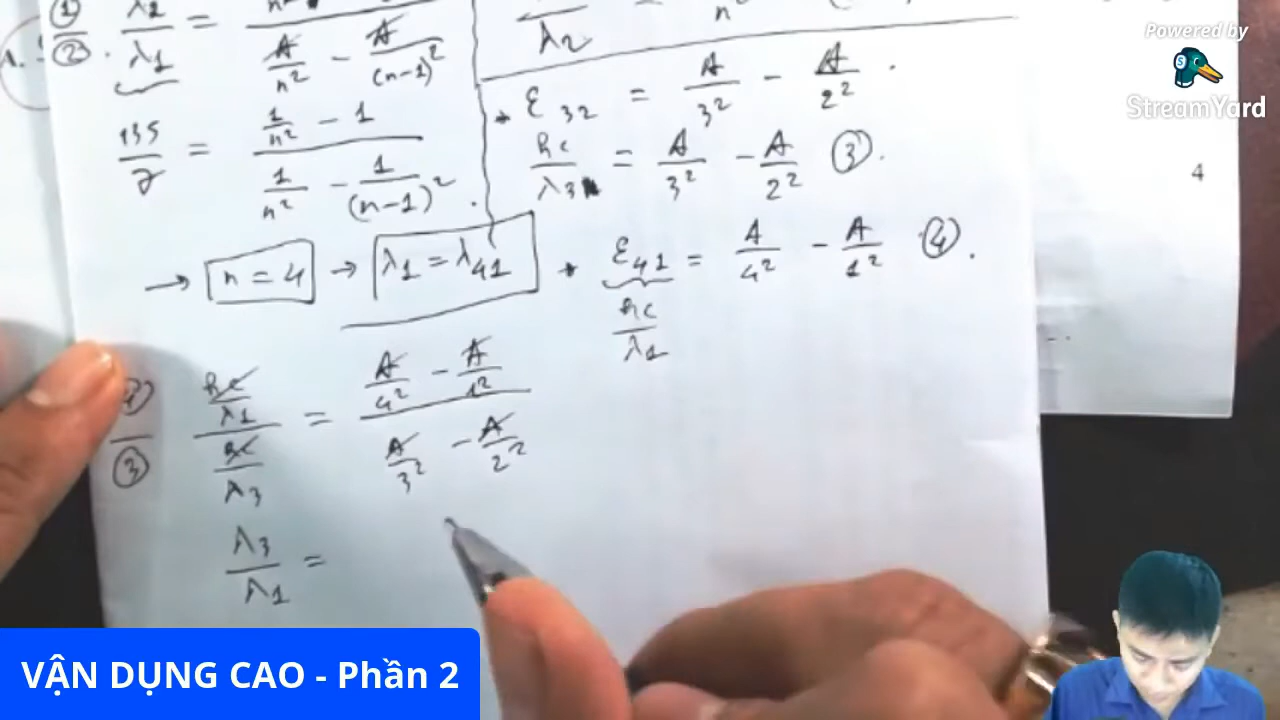 Powered by
StreamYard
4
① / ② . λ2/λ1 = / (A/n² − A/(n−1)²)
135/7 = (1/n² − 1) / (1/n² − 1/(n−1)²) .
→ n = 4 → λ1 = λ41
④ / ③ (hc/λ1) / (hc/λ3) = (A/4² − A/1²) / (A/3² − A/2²)
λ3/λ1 =
λ2 n²
* ε32 = A/3² − A/2² .
hc/λ3 = A/3² − A/2² ③.
* ε41 = A/4² − A/1² ④ .
hc/λ1
VẬN DỤNG CAO - Phần 2